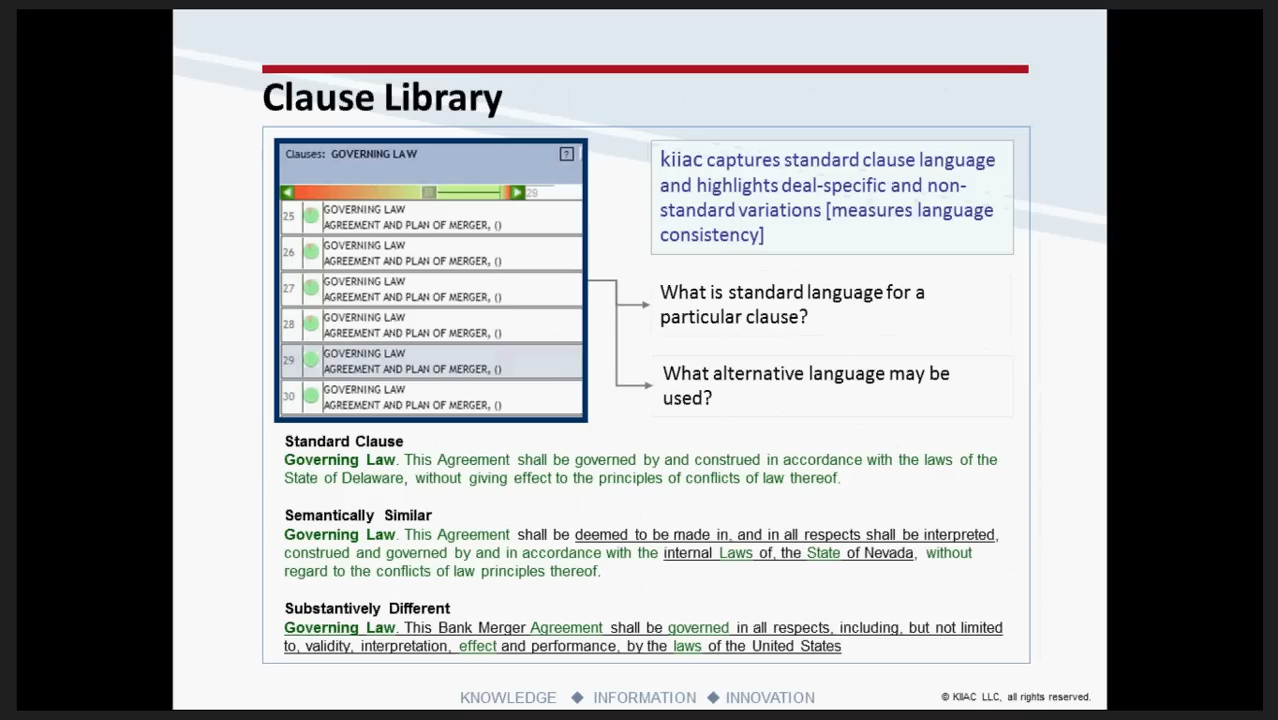 Clause Library
Clauses: GOVERNING LAW
?
29
25
GOVERNING LAW
AGREEMENT AND PLAN OF MERGER, ()
26
GOVERNING LAW
AGREEMENT AND PLAN OF MERGER, ()
27
GOVERNING LAW
AGREEMENT AND PLAN OF MERGER, ()
28
GOVERNING LAW
AGREEMENT AND PLAN OF MERGER, ()
29
GOVERNING LAW
AGREEMENT AND PLAN OF MERGER, ()
30
GOVERNING LAW
AGREEMENT AND PLAN OF MERGER, ()
kiiac captures standard clause language
and highlights deal-specific and non-
standard variations [measures language
consistency]
What is standard language for a
particular clause?
What alternative language may be
used?
Standard Clause
Governing Law. This Agreement shall be governed by and construed in accordance with the laws of the
State of Delaware, without giving effect to the principles of conflicts of law thereof.
Semantically Similar
Governing Law. This Agreement shall be deemed to be made in, and in all respects shall be interpreted,
construed and governed by and in accordance with the internal Laws of, the State of Nevada, without
regard to the conflicts of law principles thereof.
Substantively Different
Governing Law. This Bank Merger Agreement shall be governed in all respects, including, but not limited
to, validity, interpretation, effect and performance, by the laws of the United States
KNOWLEDGE ◆ INFORMATION ◆ INNOVATION
© KIIAC LLC, all rights reserved.